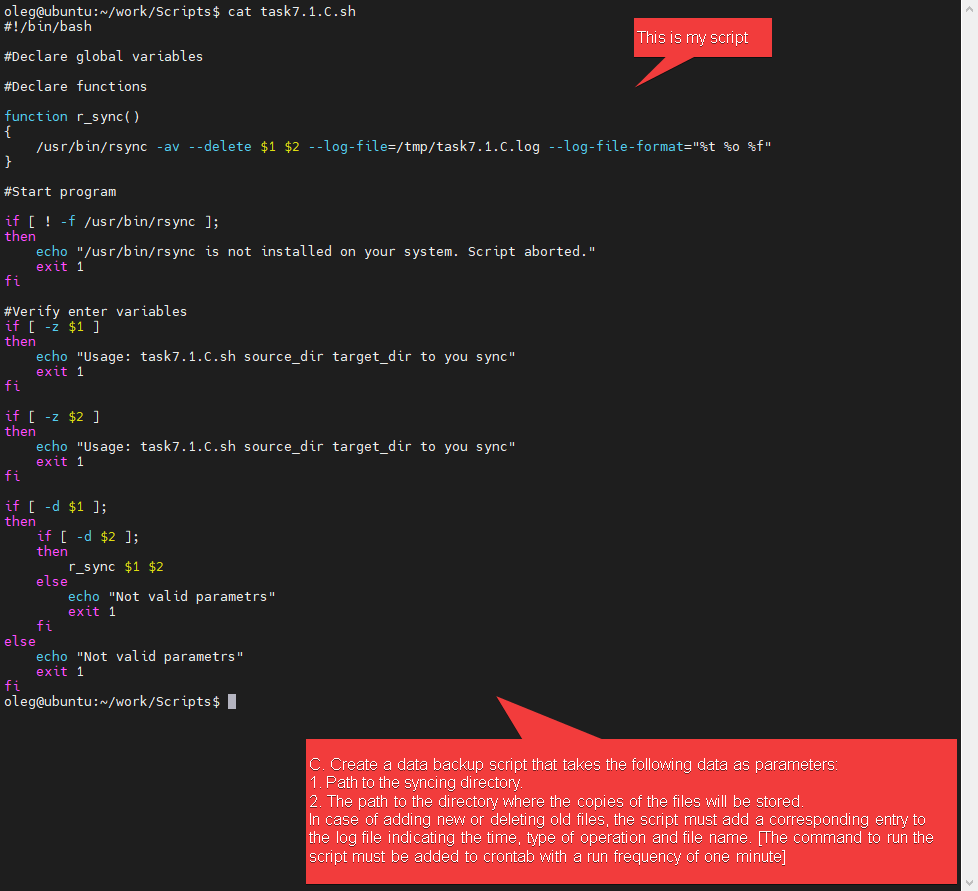 oleg@ubuntu:~/work/Scripts$ cat task7.1.C.sh
#!/bin/bash
This is my script
#Declare global variables
#Declare functions
function r_sync()
{
    /usr/bin/rsync -av --delete $1 $2 --log-file=/tmp/task7.1.C.log --log-file-format="%t %o %f"
}
#Start program
if [ ! -f /usr/bin/rsync ];
then
    echo "/usr/bin/rsync is not installed on your system. Script aborted."
    exit 1
fi
#Verify enter variables
if [ -z $1 ]
then
    echo "Usage: task7.1.C.sh source_dir target_dir to you sync"
    exit 1
fi
if [ -z $2 ]
then
    echo "Usage: task7.1.C.sh source_dir target_dir to you sync"
    exit 1
fi
if [ -d $1 ];
then
    if [ -d $2 ];
    then
        r_sync $1 $2
    else
        echo "Not valid parametrs"
        exit 1
    fi
else
    echo "Not valid parametrs"
    exit 1
fi
oleg@ubuntu:~/work/Scripts$
C. Create a data backup script that takes the following data as parameters:
1. Path to the syncing directory.
2. The path to the directory where the copies of the files will be stored.
In case of adding new or deleting old files, the script must add a corresponding entry to
the log file indicating the time, type of operation and file name. [The command to run the
script must be added to crontab with a run frequency of one minute]